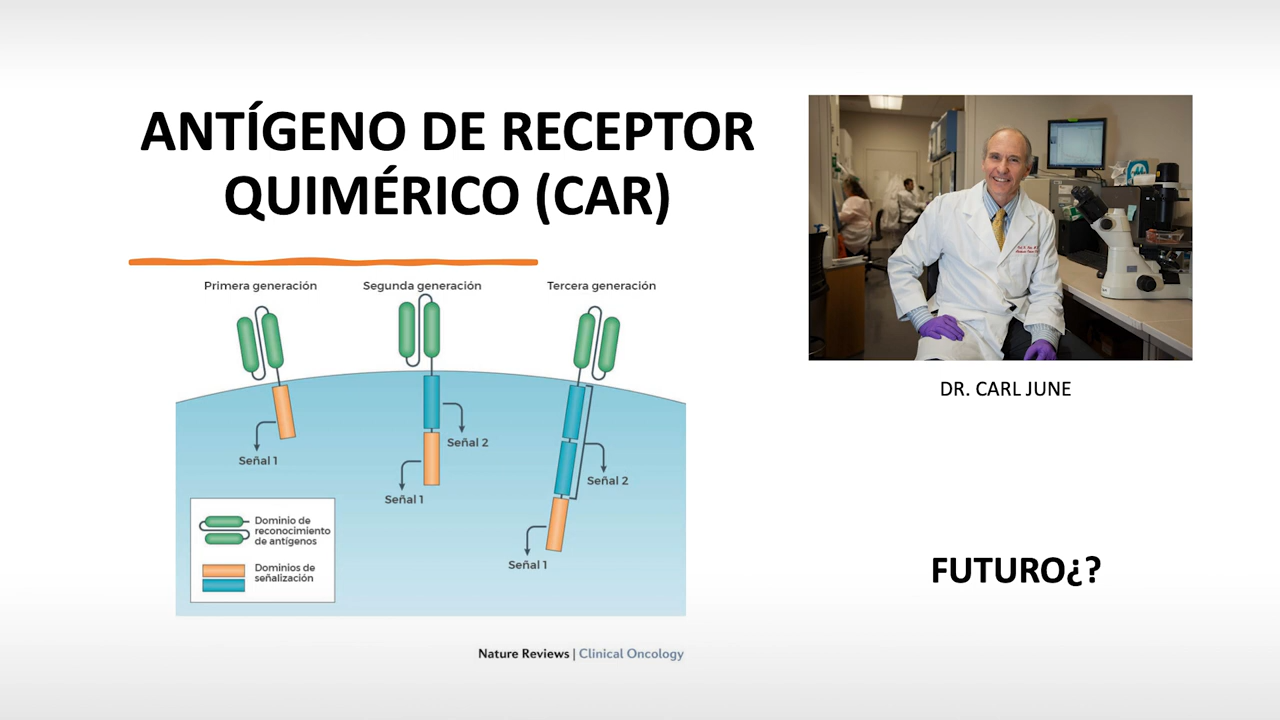 ANTÍGENO DE RECEPTOR
QUIMÉRICO (CAR)
Primera generación
Segunda generación
Tercera generación
Señal 1
Señal 2
Señal 1
Señal 2
Señal 1
Dominio de
reconocimiento
de antígenos
Dominios de
señalización
Nature Reviews | Clinical Oncology
DR. CARL JUNE
FUTURO¿?